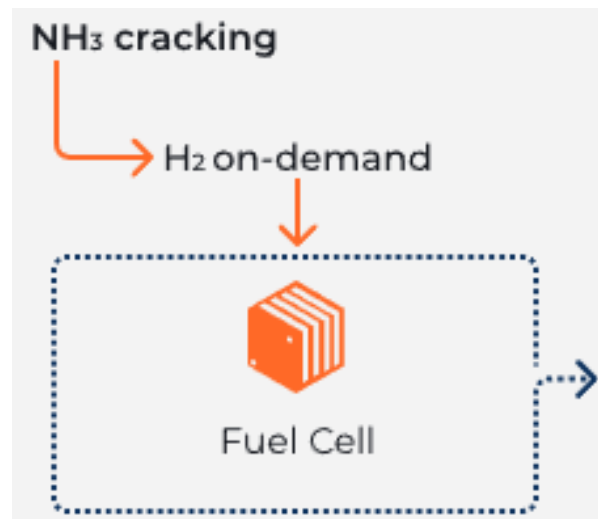 NH₃ cracking
H₂ on-demand
Fuel Cell